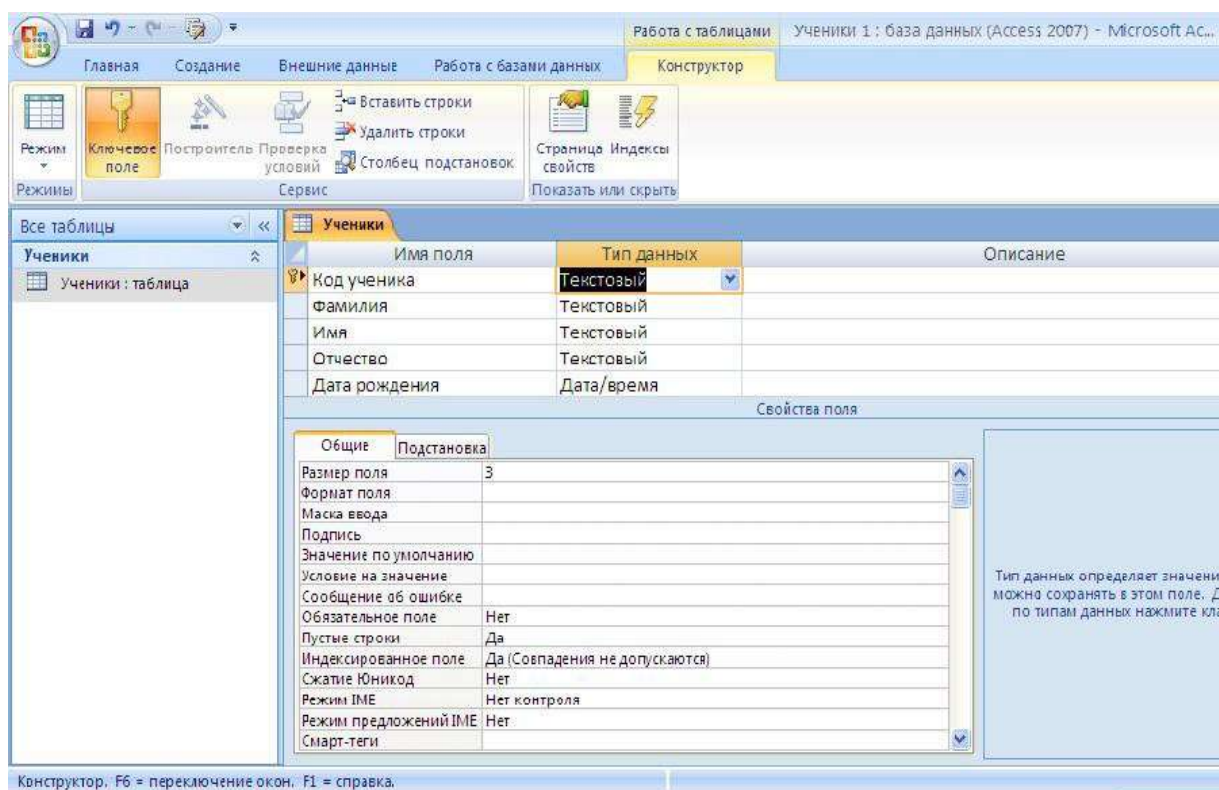 Работа с таблицами
Ученики 1 : база данных (Access 2007) - Microsoft Ac...
Главная Создание Внешние данные Работа с базами данных Конструктор
Режим
Ключевое поле
Построитель
Проверка условий
Вставить строки
Удалить строки
Столбец подстановок
Страница свойств
Индексы
Режимы Сервис Показать или скрыть
Все таблицы
Ученики
Ученики : таблица
Ученики
Имя поля Тип данных Описание
Код ученика Текстовый
Фамилия Текстовый
Имя Текстовый
Отчество Текстовый
Дата рождения Дата/время
Свойства поля
Общие Подстановка
Размер поля 3
Формат поля
Маска ввода
Подпись
Значение по умолчанию
Условие на значение
Сообщение об ошибке
Обязательное поле Нет
Пустые строки Да
Индексированное поле Да (Совпадения не допускаются)
Сжатие Юникод Нет
Режим IME Нет контроля
Режим предложений IME Нет
Смарт-теги
Тип данных определяет значени
можно сохранять в этом поле. Д
по типам данных нажмите кла
Конструктор. F6 = переключение окон. F1 = справка.